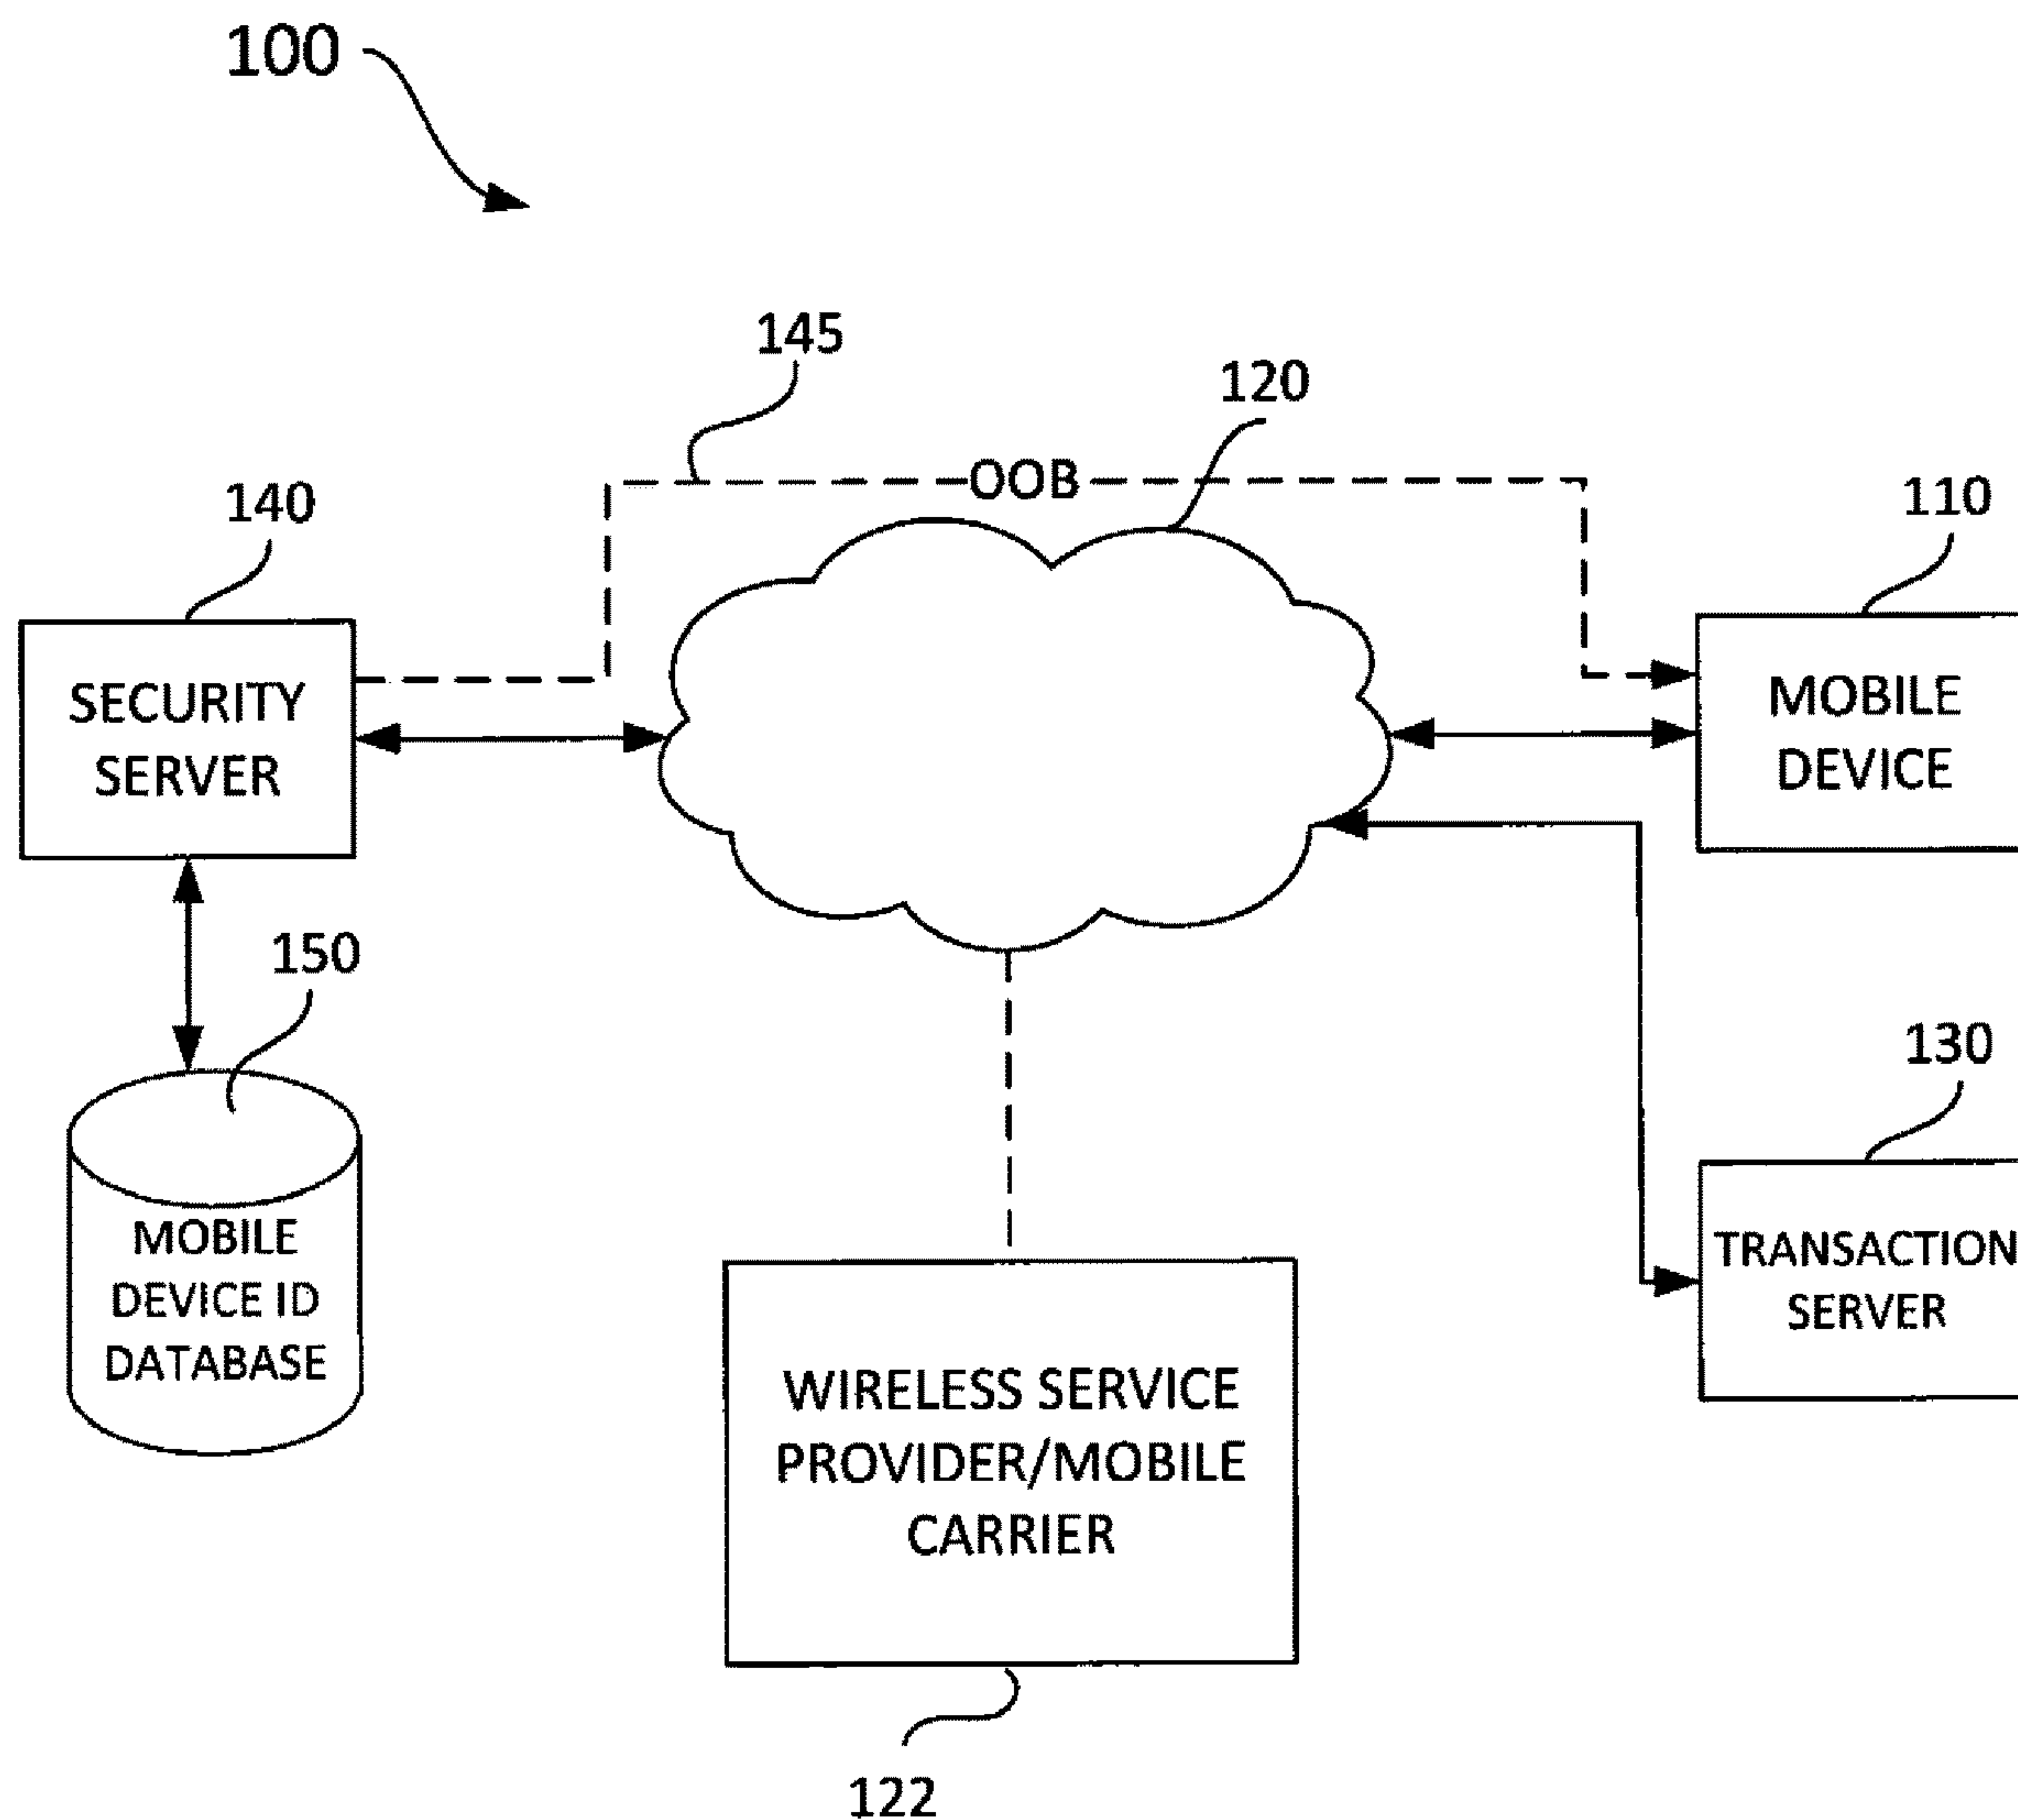 100
145
120
OOB
140
110
SECURITY
SERVER
MOBILE
DEVICE
150
130
MOBILE
DEVICE ID
DATABASE
TRANSACTION
SERVER
WIRELESS SERVICE
PROVIDER/MOBILE
CARRIER
122